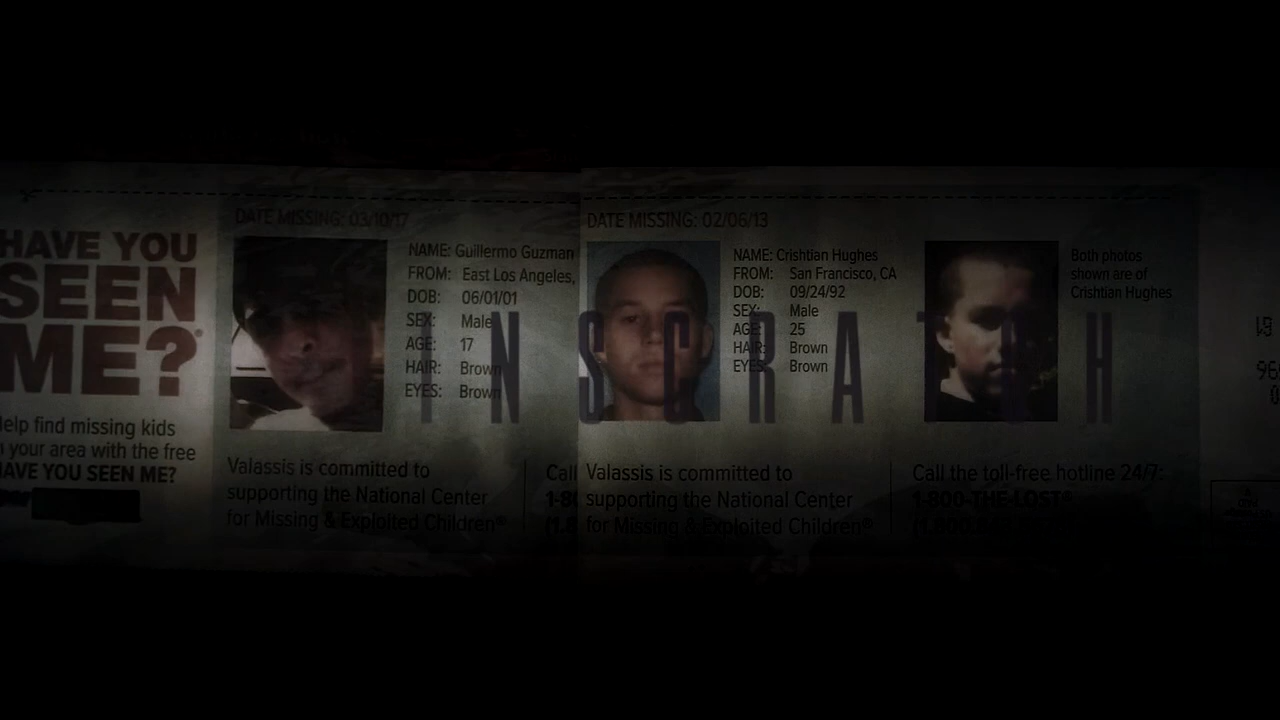 HAVE YOU
SEEN
ME?
Help find missing kids
in your area with the free
HAVE YOU SEEN ME?
DATE MISSING: 03/10/17
NAME: Guillermo Guzman
FROM: East Los Angeles,
DOB: 06/01/01
SEX: Male
AGE: 17
HAIR: Brown
EYES: Brown
Valassis is committed to
supporting the National Center
for Missing & Exploited Children®
Call
DATE MISSING: 02/06/13
NAME: Crishtian Hughes
FROM: San Francisco, CA
DOB: 09/24/92
SEX: Male
AGE: 25
HAIR: Brown
EYES: Brown
Both photos
shown are of
Crishtian Hughes
INSCRATCH
Valassis is committed to
supporting the National Center
for Missing & Exploited Children®
Call the toll-free hotline 24/7:
1-800-THE-LOST®